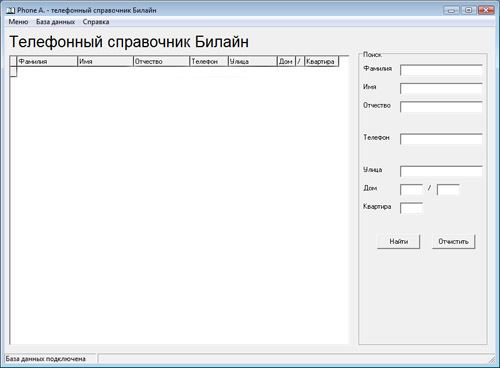 Phone A. - телефонный справочник Билайн
Меню База данных Справка
Телефонный справочник Билайн
Фамилия Имя Отчество Телефон Улица Дом / Квартира
Поиск
Фамилия
Имя
Отчество
Телефон
Улица
Дом /
Квартира
Найти Отчистить
База данных подключена